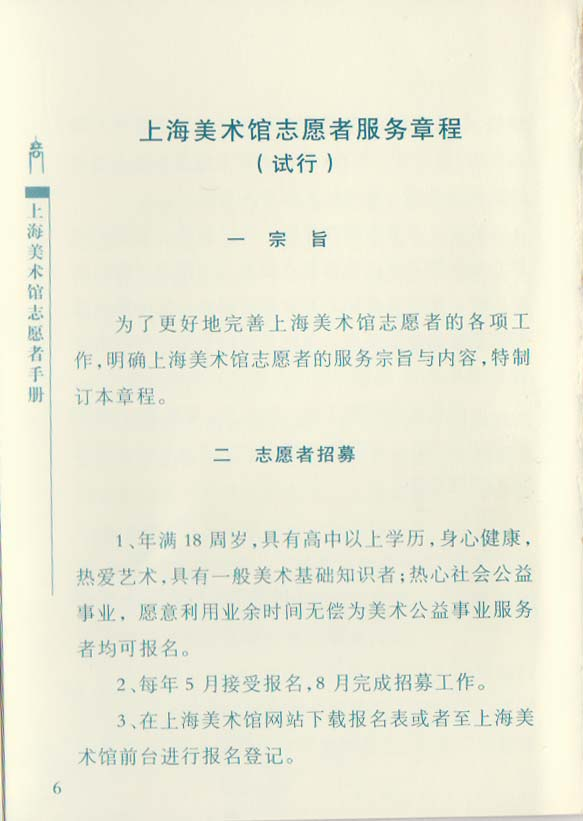 上海美术馆志愿者服务章程
（试行）
一 宗 旨
为了更好地完善上海美术馆志愿者的各项工
作,明确上海美术馆志愿者的服务宗旨与内容,特制
订本章程。
二 志愿者招募
1、年满 18 周岁,具有高中以上学历,身心健康,
热爱艺术,具有一般美术基础知识者;热心社会公益
事业, 愿意利用业余时间无偿为美术公益事业服务
者均可报名。
2、每年 5 月接受报名,8 月完成招募工作。
3、在上海美术馆网站下载报名表或者至上海美
术馆前台进行报名登记。
上海美术馆志愿者手册
6